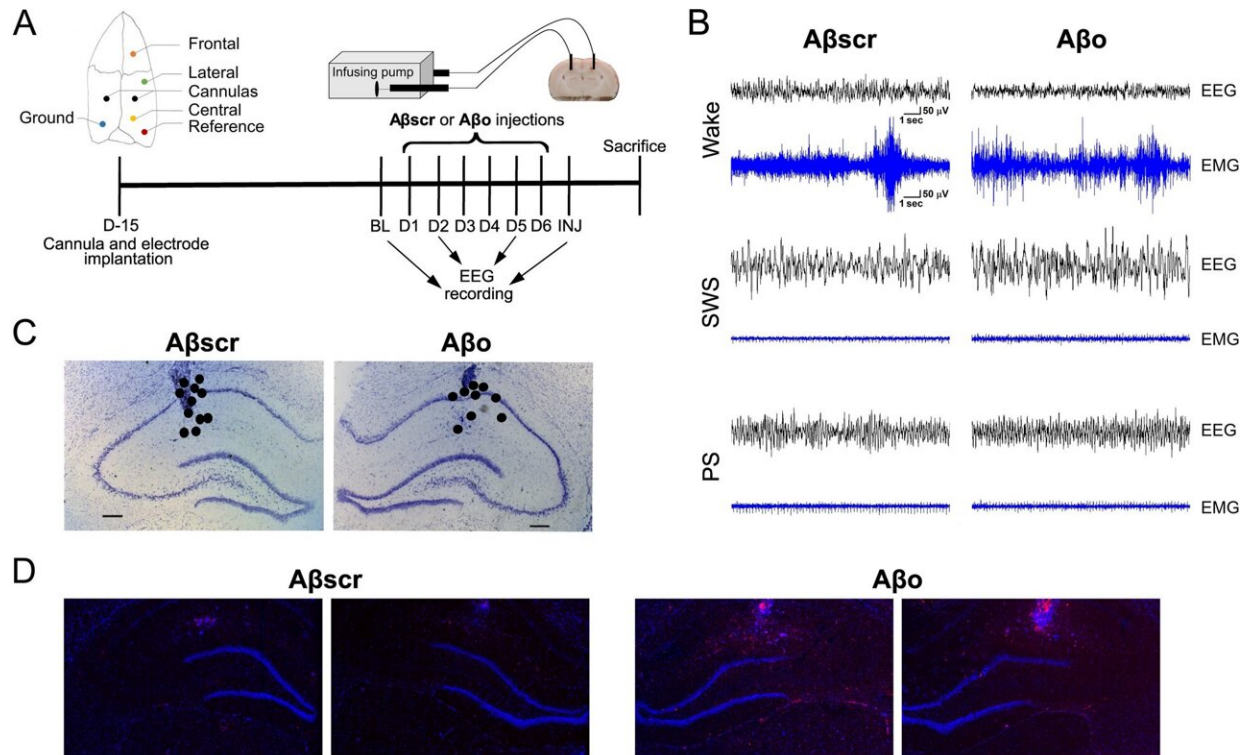 A
Frontal
Lateral
Cannulas
Central
Reference
Ground
Infusing pump
Aβscr or Aβo injections
Sacrifice
D-15
Cannula and electrode
implantation
BL D1 D2 D3 D4 D5 D6 INJ
EEG
recording
B
Aβscr Aβo
Wake
EEG
50 µV
1 sec
EMG
50 µV
1 sec
SWS
EEG
EMG
PS
EEG
EMG
C
Aβscr Aβo
D
Aβscr Aβo